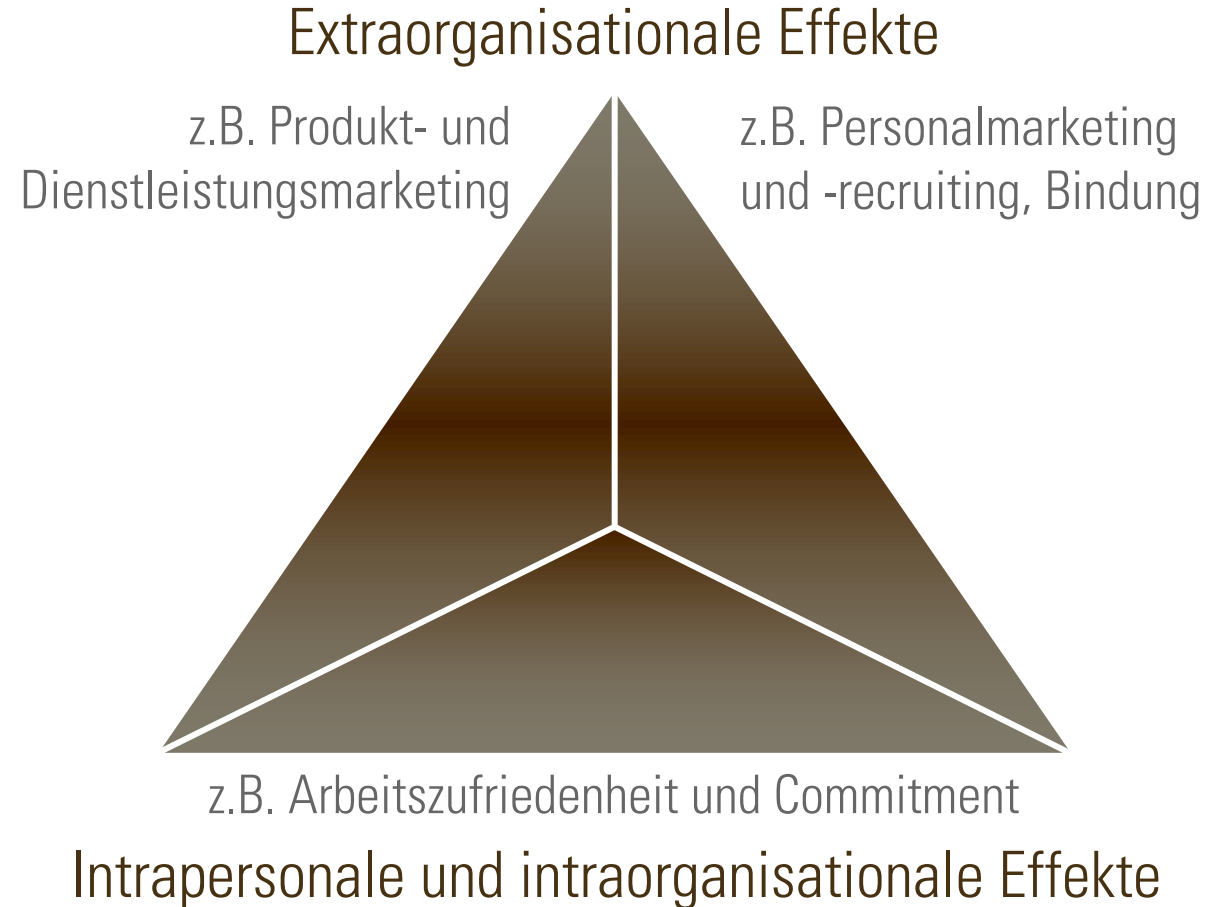 Extraorganisationale Effekte
z.B. Produkt- und
Dienstleistungsmarketing
z.B. Personalmarketing
und -recruiting, Bindung
z.B. Arbeitszufriedenheit und Commitment
Intrapersonale und intraorganisationale Effekte